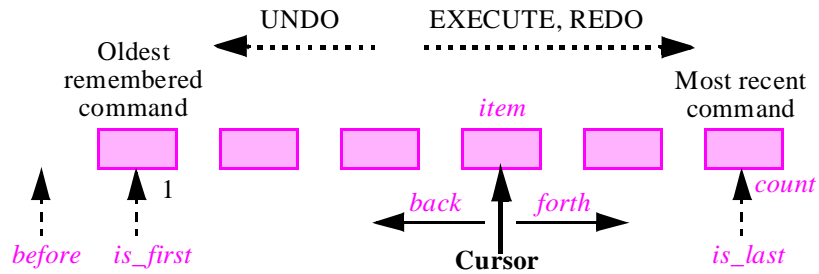 UNDO
EXECUTE, REDO
Oldest
remembered
command
Most recent
command
item
1
count
back
forth
before
is_first
Cursor
is_last